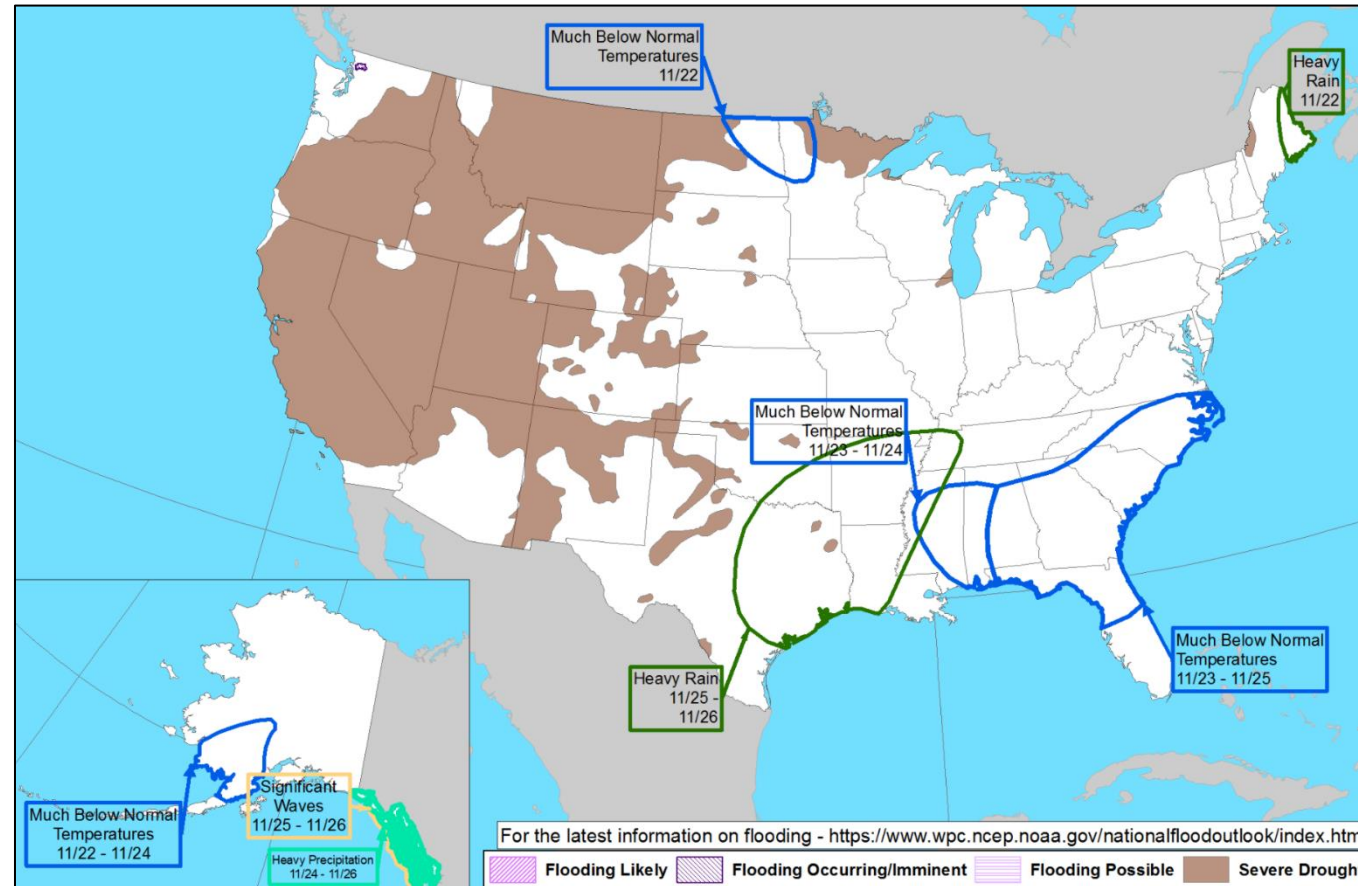 Much Below Normal
Temperatures
11/22
Heavy
Rain
11/22
Much Below Normal
Temperatures
11/23 - 11/24
Heavy Rain
11/25 -
11/26
Much Below Normal
Temperatures
11/23 - 11/25
Significant
Waves
11/25 - 11/26
Much Below Normal
Temperatures
11/22 - 11/24
Heavy Precipitation
11/24 - 11/26
For the latest information on flooding - https://www.wpc.ncep.noaa.gov/nationalfloodoutlook/index.htm
Flooding Likely Flooding Occurring/Imminent Flooding Possible Severe Drough